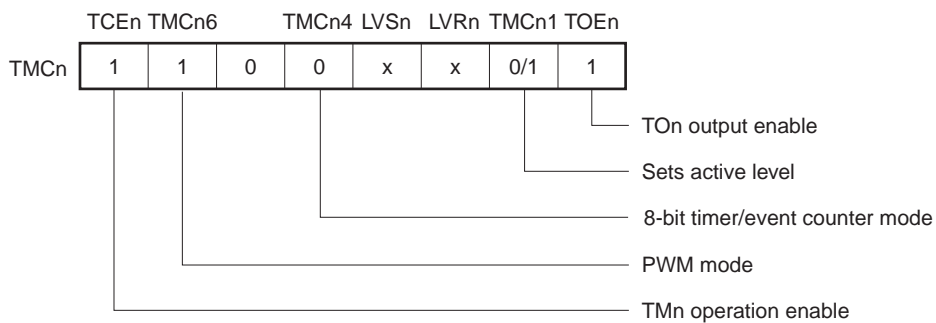 TCEn TMCn6 TMCn4 LVSn LVRn TMCn1 TOEn
TMCn 1 1 0 0 x x 0/1 1
TOn output enable
Sets active level
8-bit timer/event counter mode
PWM mode
TMn operation enable